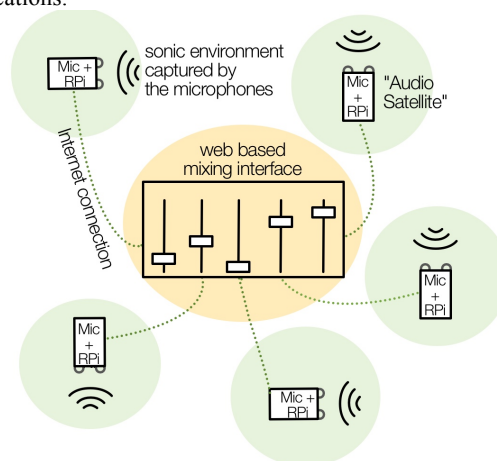 sonic environment
captured by
the microphones
Mic +
RPi
Mic
+
RPi
"Audio
Satellite"
Internet connection
web based
mixing interface
Mic
+
RPi
Mic
+
RPi
Mic +
RPi